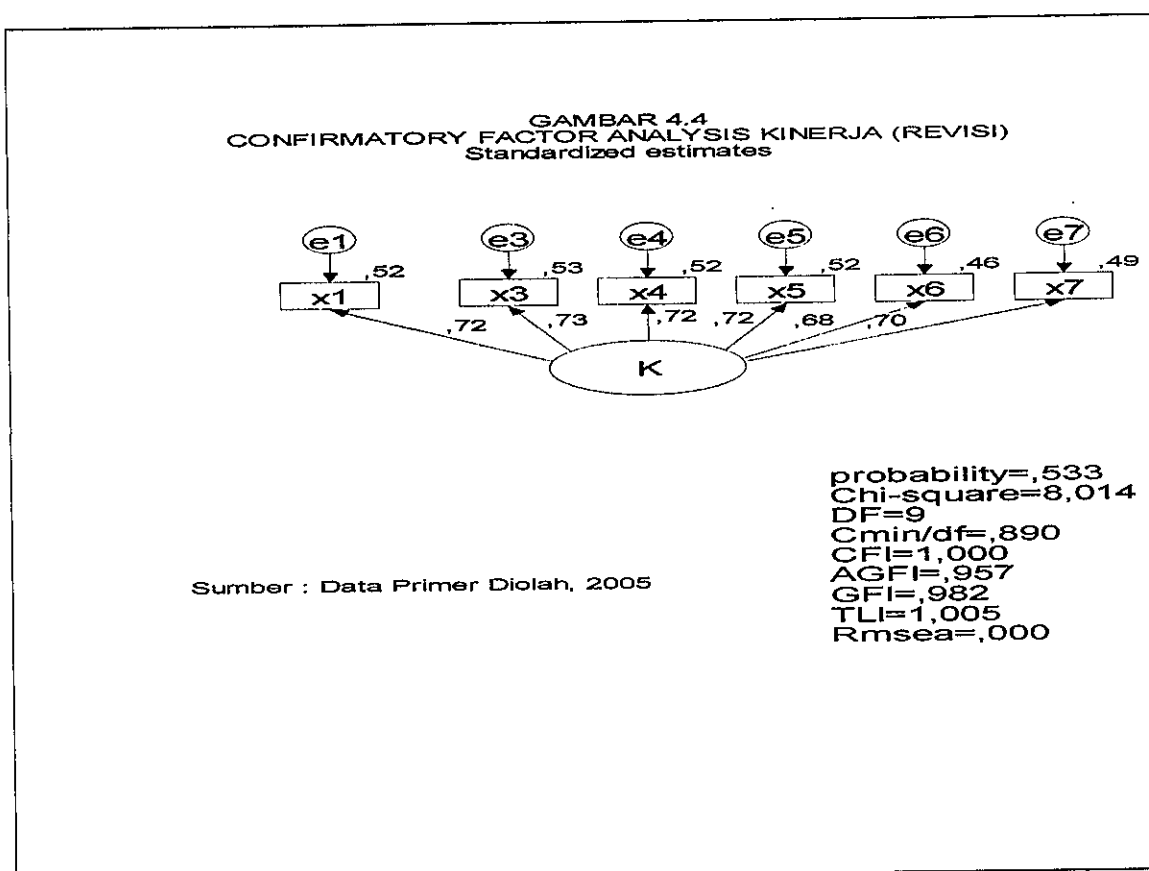 GAMBAR 4.4
CONFIRMATORY FACTOR ANALYSIS KINERJA (REVISI)
Standardized estimates
e1 e3 e4 e5 e6 e7
,52 ,53 ,52 ,52 ,46 ,49
x1 x3 x4 x5 x6 x7
,72 ,73 ,72 ,72 ,68 ,70
K
probability=,533
Chi-square=8,014
DF=9
Cmin/df=,890
CFI=1,000
AGFI=,957
GFI=,982
TLI=1,005
Rmsea=,000
Sumber : Data Primer Diolah, 2005